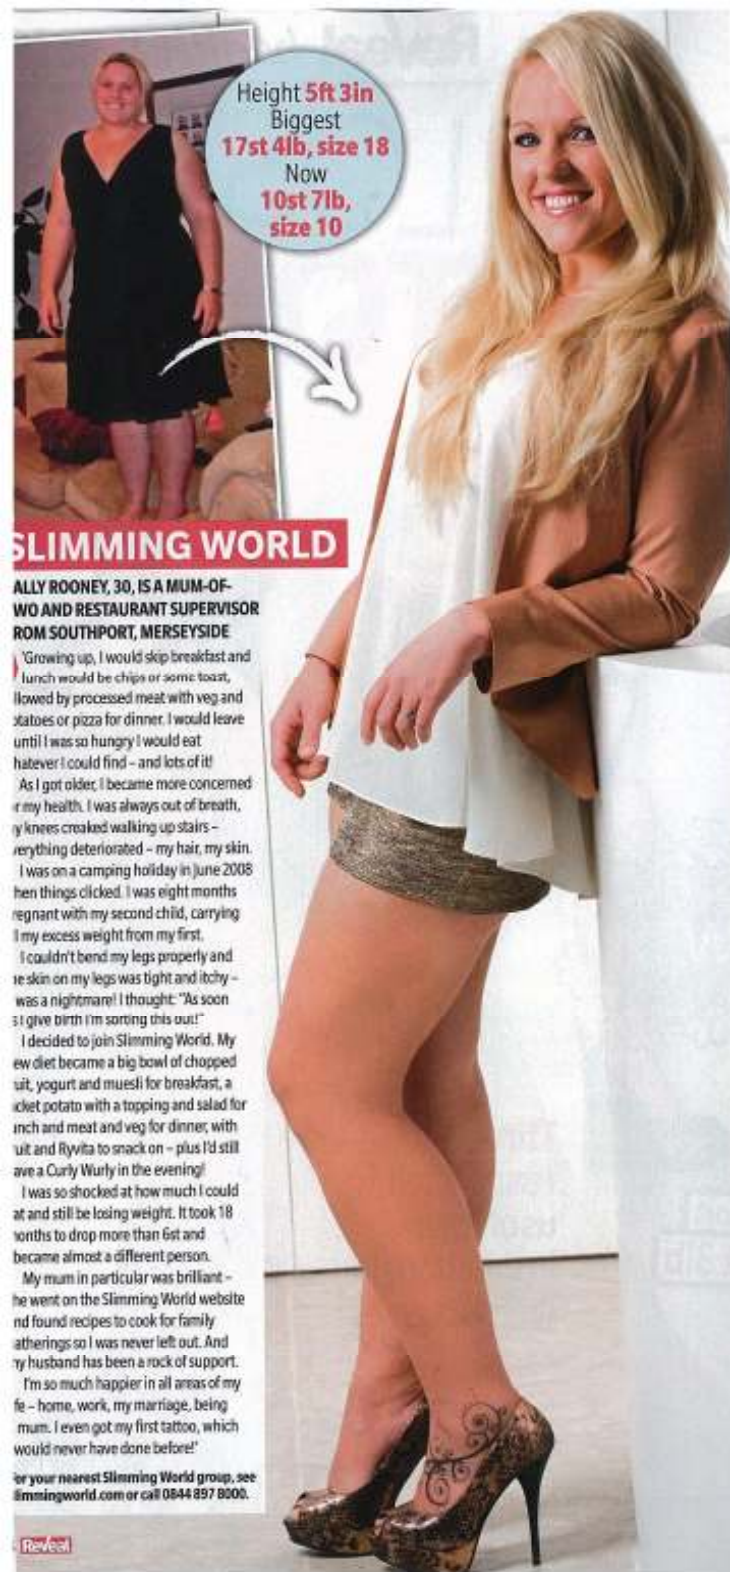 Height 5ft 3in
Biggest
17st 4lb, size 18
Now
10st 7lb,
size 10
SLIMMING WORLD
ALLY ROONEY, 30, IS A MUM-OF-
WO AND RESTAURANT SUPERVISOR
ROM SOUTHPORT, MERSEYSIDE
'Growing up, I would skip breakfast and
lunch would be chips or some toast,
llowed by processed meat with veg and
otatoes or pizza for dinner. I would leave
until I was so hungry I would eat
hatever I could find – and lots of it!
As I got older, I became more concerned
r my health. I was always out of breath,
y knees creaked walking up stairs –
verything deteriorated – my hair, my skin.
I was on a camping holiday in June 2008
hen things clicked. I was eight months
regnant with my second child, carrying
l my excess weight from my first.
I couldn't bend my legs properly and
e skin on my legs was tight and itchy –
was a nightmare! I thought: "As soon
s I give birth I'm sorting this out!"
I decided to join Slimming World. My
ew diet became a big bowl of chopped
uit, yogurt and muesli for breakfast, a
cket potato with a topping and salad for
nch and meat and veg for dinner, with
uit and Ryvita to snack on – plus I'd still
ave a Curly Wurly in the evening!
I was so shocked at how much I could
at and still be losing weight. It took 18
onths to drop more than 6st and
became almost a different person.
My mum in particular was brilliant –
he went on the Slimming World website
nd found recipes to cook for family
atherings so I was never left out. And
y husband has been a rock of support.
I'm so much happier in all areas of my
fe – home, work, my marriage, being
mum. I even got my first tattoo, which
would never have done before!'
or your nearest Slimming World group, see
limmingworld.com or call 0844 897 8000.
Reveal